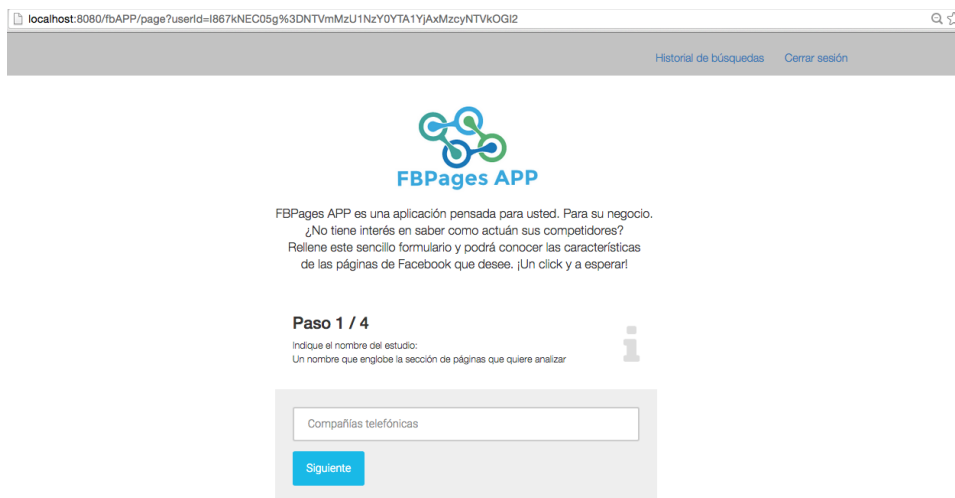 localhost:8080/fbAPP/page?userId=I867kNEC05g%3DNTVmMzU1NzY0YTA1YjAxMzcyNTVkOGI2
Historial de búsquedas Cerrar sesión
FBPages APP
FBPages APP es una aplicación pensada para usted. Para su negocio.
¿No tiene interés en saber como actuán sus competidores?
Rellene este sencillo formulario y podrá conocer las características
de las páginas de Facebook que desee. ¡Un click y a esperar!
Paso 1 / 4
Indique el nombre del estudio:
Un nombre que englobe la sección de páginas que quiere analizar
Compañías telefónicas
Siguiente